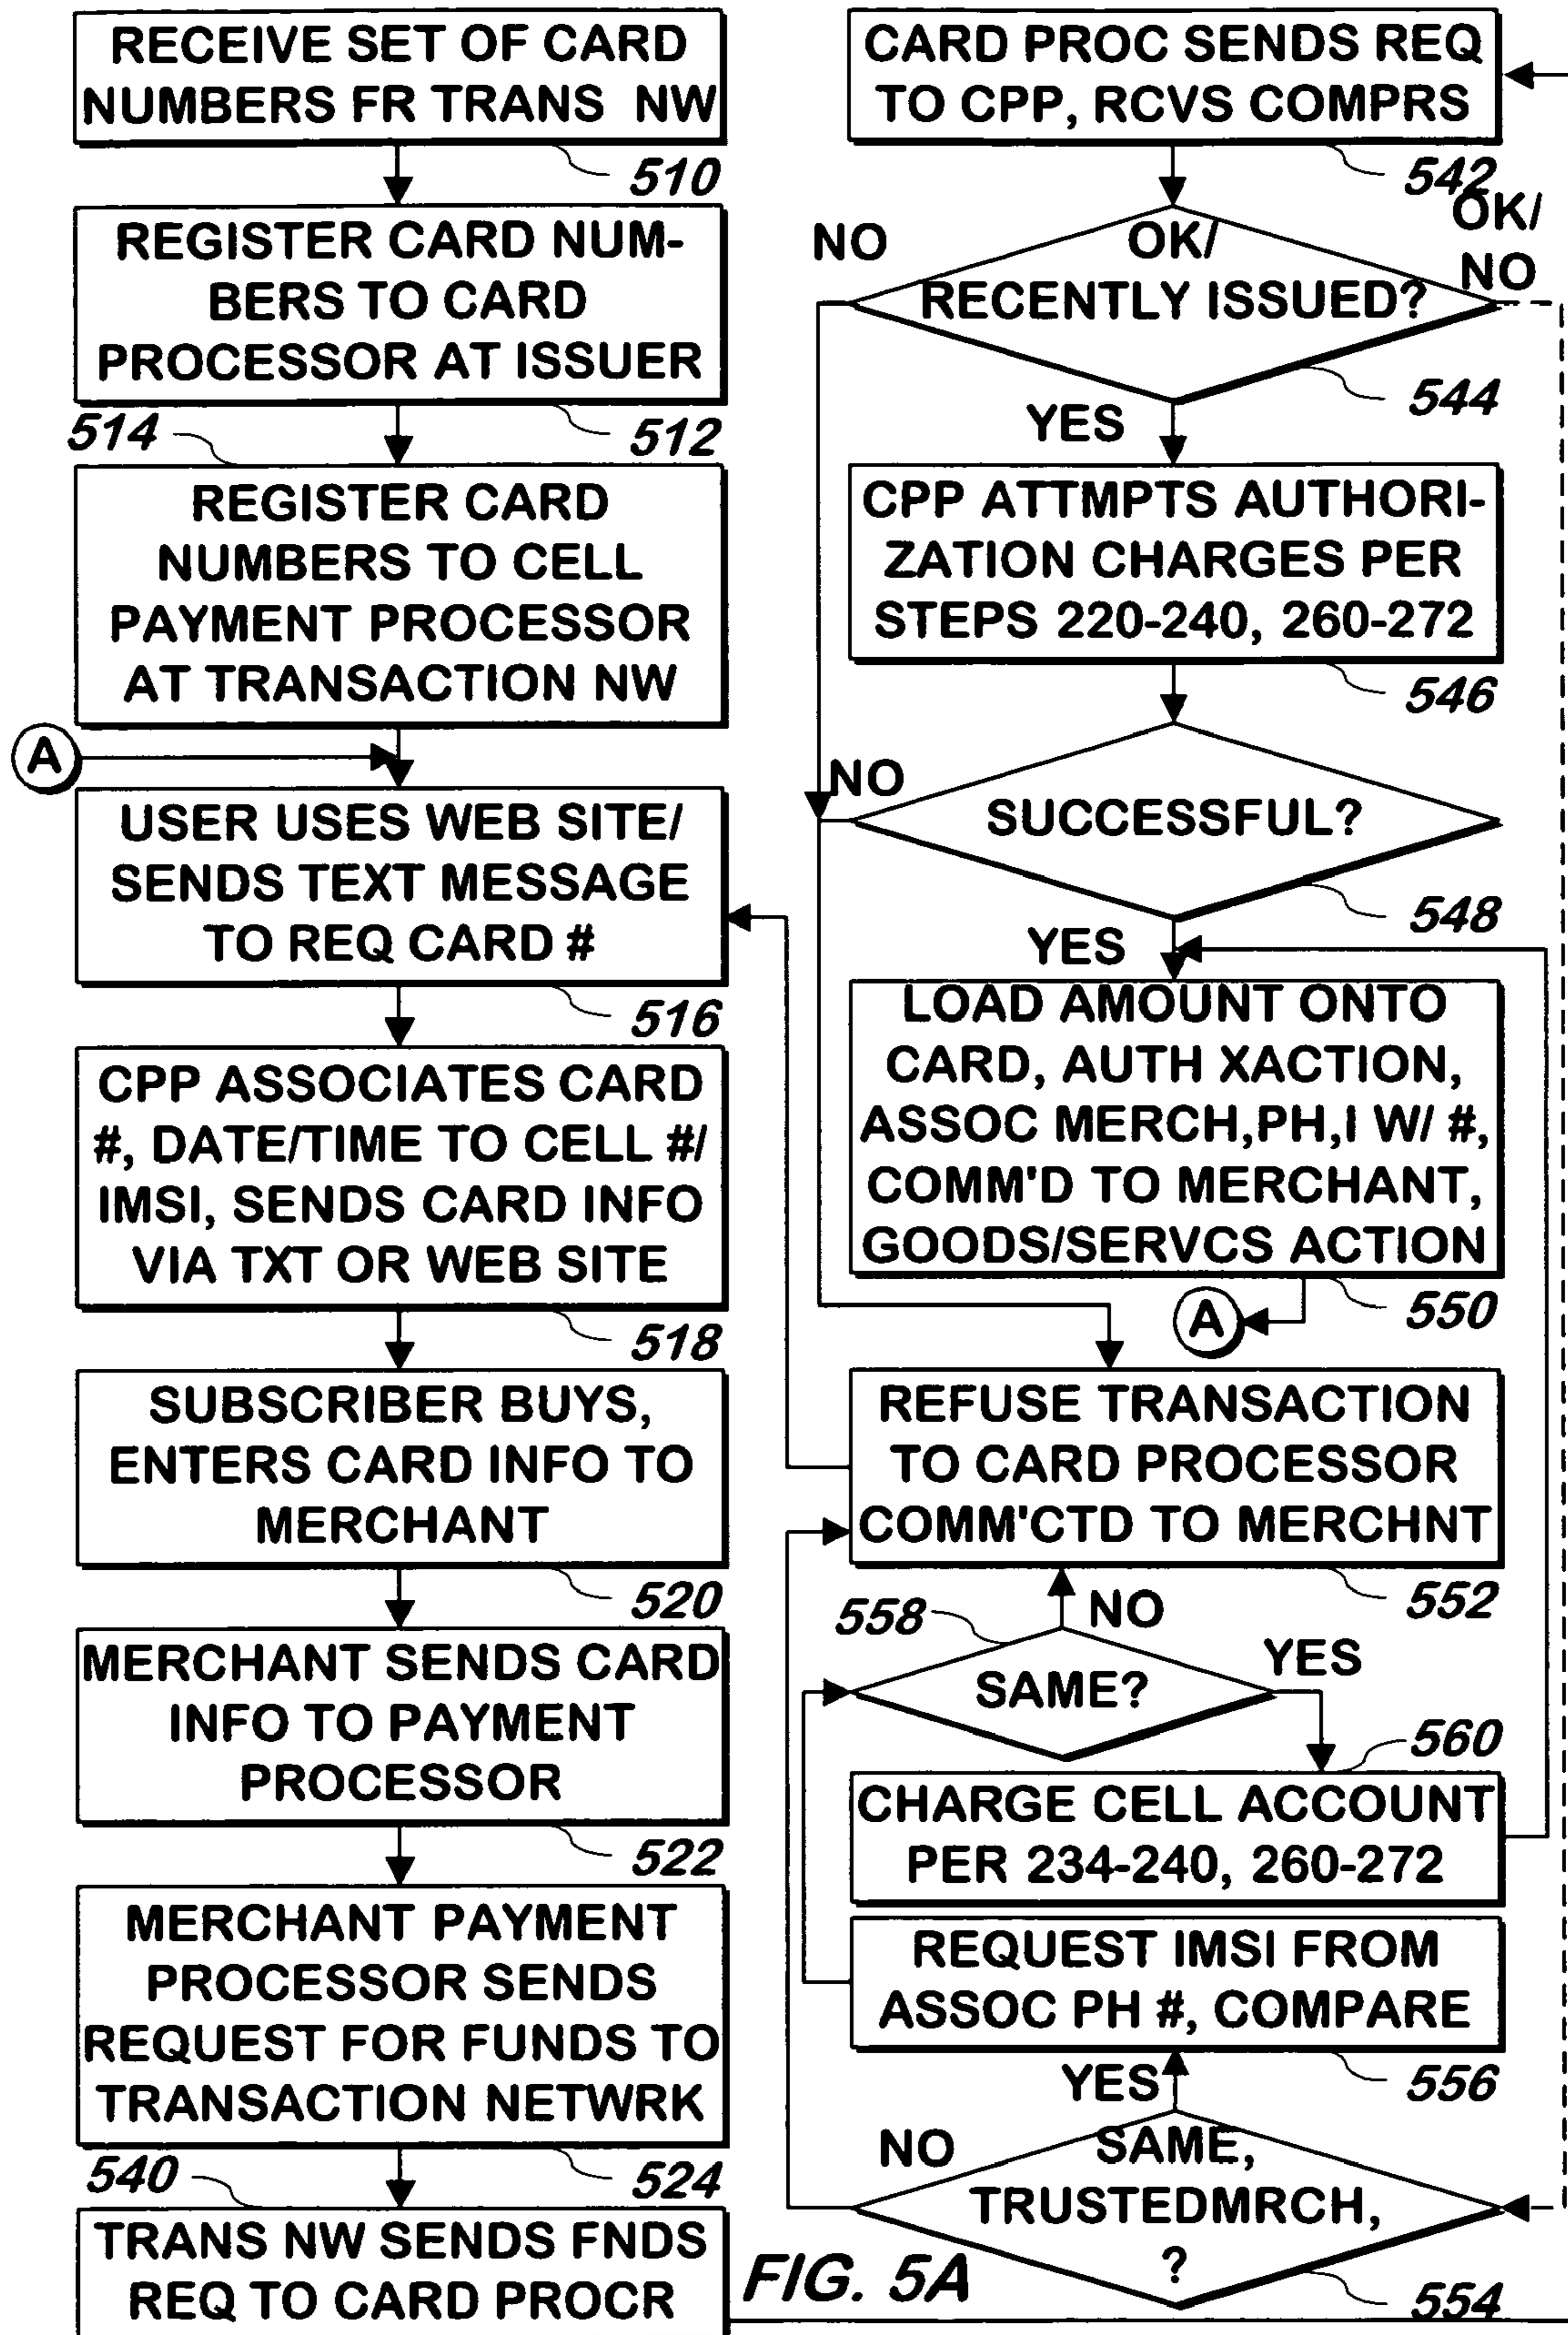 RECEIVE SET OF CARD
NUMBERS FR TRANS NW
510
REGISTER CARD NUM-
BERS TO CARD
PROCESSOR AT ISSUER
512
514
REGISTER CARD
NUMBERS TO CELL
PAYMENT PROCESSOR
AT TRANSACTION NW
A
USER USES WEB SITE/
SENDS TEXT MESSAGE
TO REQ CARD #
516
CPP ASSOCIATES CARD
#, DATE/TIME TO CELL #/
IMSI, SENDS CARD INFO
VIA TXT OR WEB SITE
518
SUBSCRIBER BUYS,
ENTERS CARD INFO TO
MERCHANT
520
MERCHANT SENDS CARD
INFO TO PAYMENT
PROCESSOR
522
MERCHANT PAYMENT
PROCESSOR SENDS
REQUEST FOR FUNDS TO
TRANSACTION NETWRK
524
540
TRANS NW SENDS FNDS
REQ TO CARD PROCR
CARD PROC SENDS REQ
TO CPP, RCVS COMPRS
542
OK/
NO
NO
OK/
RECENTLY ISSUED?
544
YES
CPP ATTMPTS AUTHORI-
ZATION CHARGES PER
STEPS 220-240, 260-272
546
NO
SUCCESSFUL?
548
YES
LOAD AMOUNT ONTO
CARD, AUTH XACTION,
ASSOC MERCH,PH,I W/ #,
COMM'D TO MERCHANT,
GOODS/SERVCS ACTION
550
A
REFUSE TRANSACTION
TO CARD PROCESSOR
COMM'CTD TO MERCHNT
552
558
NO
SAME?
YES
560
CHARGE CELL ACCOUNT
PER 234-240, 260-272
REQUEST IMSI FROM
ASSOC PH #, COMPARE
556
YES
NO
SAME,
TRUSTEDMRCH,
?
554
FIG. 5A